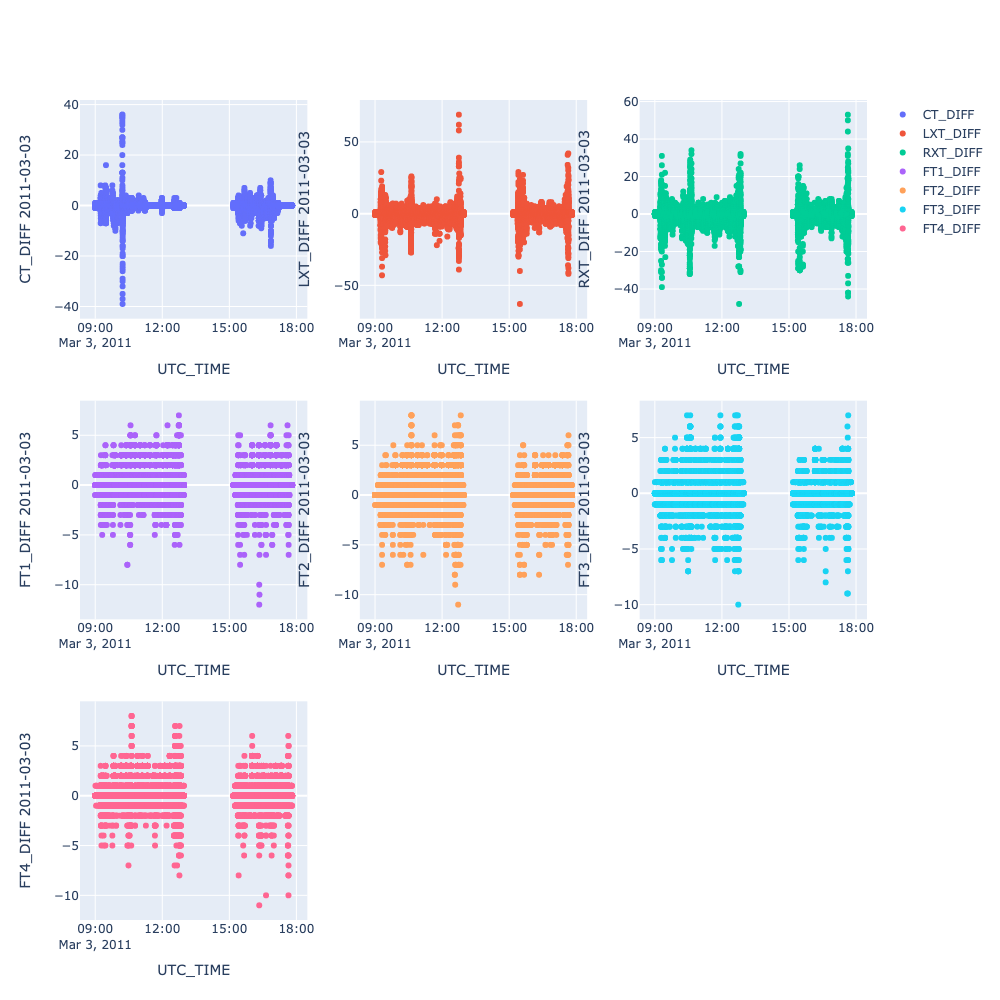 CT_DIFF 2011-03-03
40
20
0
−20
−40
09:00 12:00 15:00 18:00
Mar 3, 2011
UTC_TIME
LXT_DIFF 2011-03-03
50
0
−50
09:00 12:00 15:00 18:00
Mar 3, 2011
UTC_TIME
RXT_DIFF 2011-03-03
60
40
20
0
−20
−40
09:00 12:00 15:00 18:00
Mar 3, 2011
UTC_TIME
CT_DIFF
LXT_DIFF
RXT_DIFF
FT1_DIFF
FT2_DIFF
FT3_DIFF
FT4_DIFF
FT1_DIFF 2011-03-03
5
0
−5
−10
09:00 12:00 15:00 18:00
Mar 3, 2011
UTC_TIME
FT2_DIFF 2011-03-03
5
0
−5
−10
09:00 12:00 15:00 18:00
Mar 3, 2011
UTC_TIME
FT3_DIFF 2011-03-03
5
0
−5
−10
09:00 12:00 15:00 18:00
Mar 3, 2011
UTC_TIME
FT4_DIFF 2011-03-03
5
0
−5
−10
09:00 12:00 15:00 18:00
Mar 3, 2011
UTC_TIME